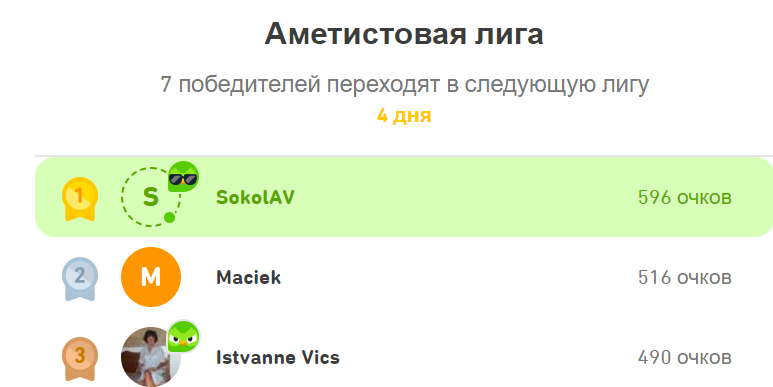 Аметистовая лига
7 победителей переходят в следующую лигу
4 дня
1 S SokolAV 596 очков
2 M Maciek 516 очков
3 Istvanne Vics 490 очков